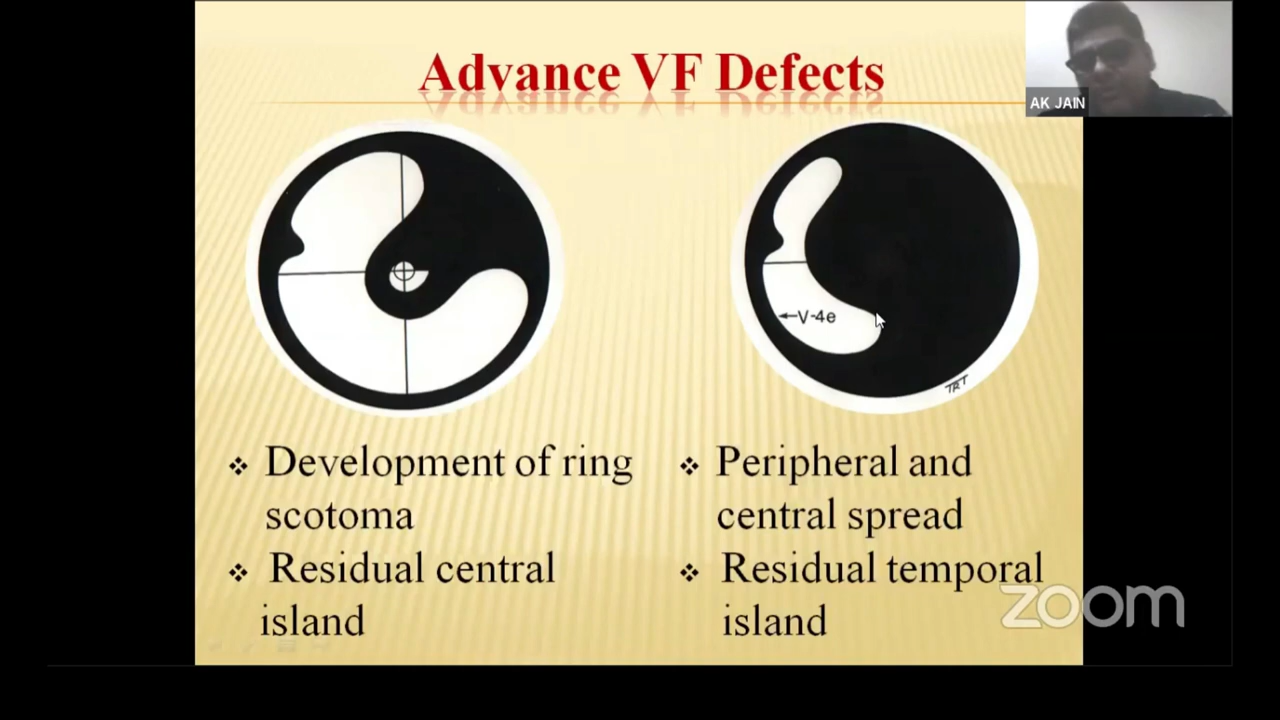 Advance VF Defects
AK JAIN
V-4e
TRT
❖ Development of ring
scotoma
❖ Residual central
island
❖ Peripheral and
central spread
❖ Residual temporal
island
zoom